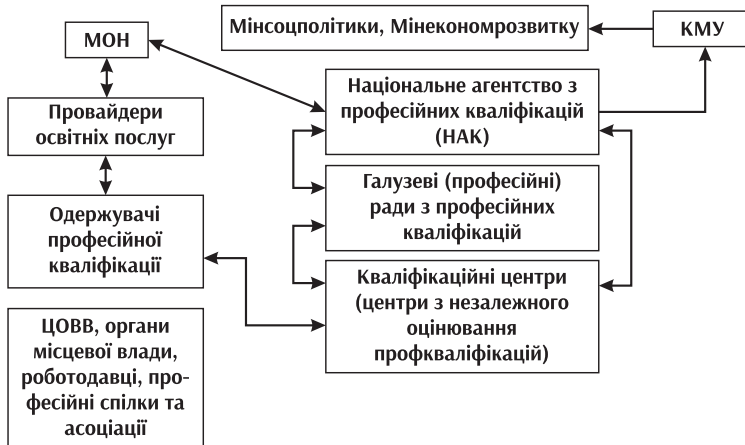 Мінсоцполітики, Мінекономрозвитку
КМУ
МОН
Національне агентство з
професійних кваліфікацій
(НАК)
Провайдери
освітніх послуг
Галузеві (професійні)
ради з професійних
кваліфікацій
Одержувачі
професійної
кваліфікації
Кваліфікаційні центри
(центри з незалежного
оцінювання
профкваліфікацій)
ЦОВВ, органи
місцевої влади,
роботодавці, про-
фесійні спілки та
асоціації